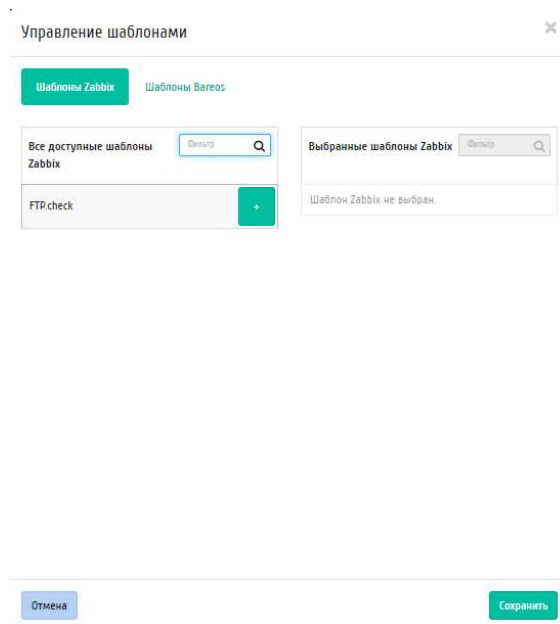 Управление шаблонами
Шаблоны Zabbix
Шаблоны Bareos
Все доступные шаблоны
Zabbix
Фильтр
Выбранные шаблоны Zabbix
Фильтр
FTP.check
+
Шаблон Zabbix не выбран.
Отмена
Сохранить